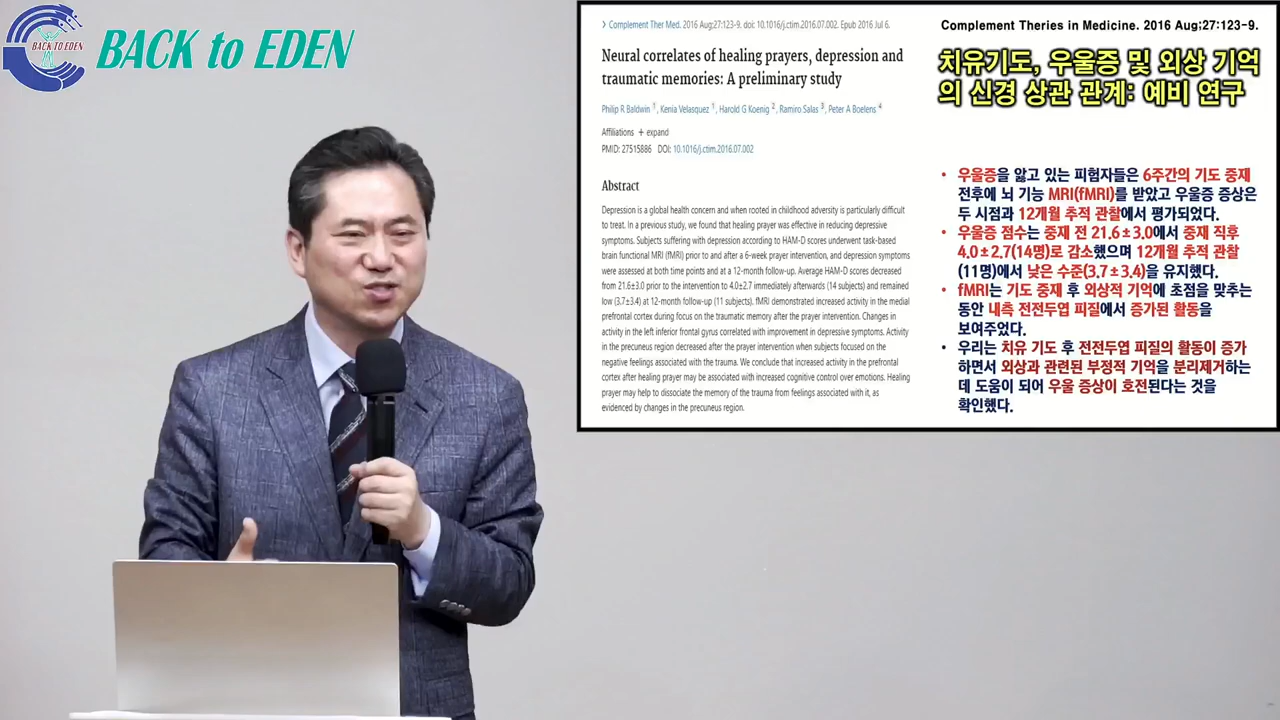 BACK TO EDEN
BACK to EDEN
Complement Ther Med. 2016 Aug;27:123-9. doi: 10.1016/j.ctim.2016.07.002. Epub 2016 Jul 6.
Neural correlates of healing prayers, depression and
traumatic memories: A preliminary study
Philip R Baldwin 1, Kenia Velasquez 1, Harold G Koenig 2, Ramiro Salas 3, Peter A Boelens 4
Affiliations + expand
PMID: 27515886 DOI: 10.1016/j.ctim.2016.07.002
Abstract
Depression is a global health concern and when rooted in childhood adversity is particularly difficult
to treat. In a previous study, we found that healing prayer was effective in reducing depressive
symptoms. Subjects suffering with depression according to HAM-D scores underwent task-based
brain functional MRI (fMRI) prior to and after a 6-week prayer intervention, and depression symptoms
were assessed at both time points and at a 12-month follow-up. Average HAM-D scores decreased
from 21.6±3.0 prior to the intervention to 4.0±2.7 immediately afterwards (14 subjects) and remained
low (3.7±3.4) at 12-month follow-up (11 subjects). fMRI demonstrated increased activity in the medial
prefrontal cortex during focus on the traumatic memory after the prayer intervention. Changes in
activity in the left inferior frontal gyrus correlated with improvement in depressive symptoms. Activity
in the precuneus region decreased after the prayer intervention when subjects focused on the
negative feelings associated with the trauma. We conclude that increased activity in the prefrontal
cortex after healing prayer may be associated with increased cognitive control over emotions. Healing
prayer may help to dissociate the memory of the trauma from feelings associated with it, as
evidenced by changes in the precuneus region.
Complement Theries in Medicine. 2016 Aug;27:123-9.
치유기도, 우울증 및 외상 기억
의 신경 상관 관계: 예비 연구
• 우울증을 앓고 있는 피험자들은 6주간의 기도 중재
전후에 뇌 기능 MRI(fMRI)를 받았고 우울증 증상은
두 시점과 12개월 추적 관찰에서 평가되었다.
• 우울증 점수는 중재 전 21.6±3.0에서 중재 직후
4.0±2.7(14명)로 감소했으며 12개월 추적 관찰
(11명)에서 낮은 수준(3.7±3.4)을 유지했다.
• fMRI는 기도 중재 후 외상적 기억에 초점을 맞추는
동안 내측 전전두엽 피질에서 증가된 활동을
보여주었다.
• 우리는 치유 기도 후 전전두엽 피질의 활동이 증가
하면서 외상과 관련된 부정적 기억을 분리제거하는
데 도움이 되어 우울 증상이 호전된다는 것을
확인했다.